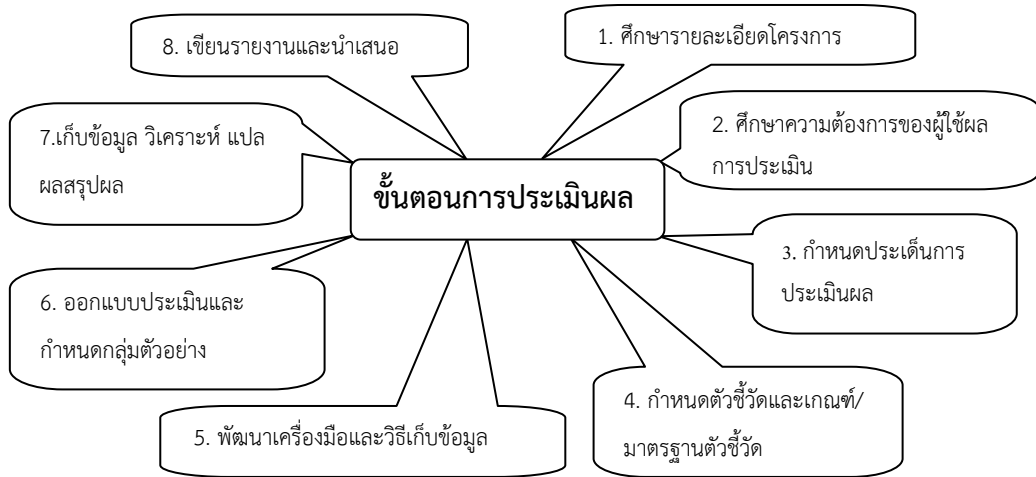 ขั้นตอนการประเมินผล
1. ศึกษารายละเอียดโครงการ
2. ศึกษาความต้องการของผู้ใช้ผล
การประเมิน
3. กำหนดประเด็นการ
ประเมินผล
4. กำหนดตัวชี้วัดและเกณฑ์/
มาตรฐานตัวชี้วัด
5. พัฒนาเครื่องมือและวิธีเก็บข้อมูล
6. ออกแบบประเมินและ
กำหนดกลุ่มตัวอย่าง
7.เก็บข้อมูล วิเคราะห์ แปล
ผลสรุปผล
8. เขียนรายงานและนำเสนอ